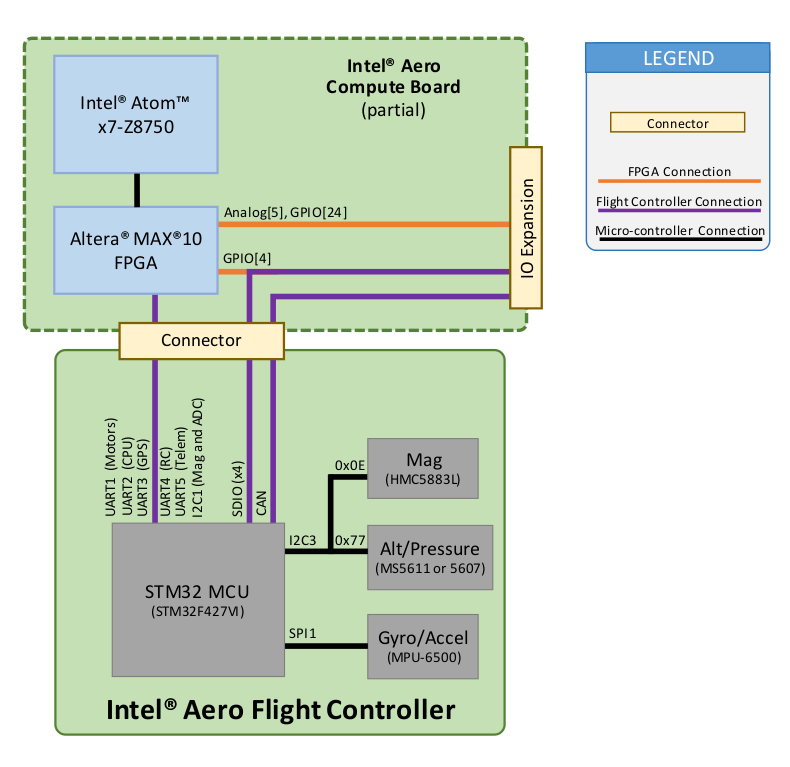 Intel® Aero
Compute Board
(partial)
Intel® Atom™
x7-Z8750
Altera® MAX®10
FPGA
Analog[5], GPIO[24]
GPIO[4]
IO Expansion
LEGEND
Connector
FPGA Connection
Flight Controller Connection
Micro-controller Connection
Connector
UART1 (Motors)
UART2 (CPU)
UART3 (GPS)
UART4 (RC)
UART5 (Telem)
I2C1 (Mag and ADC)
SDIO (x4)
CAN
STM32 MCU
(STM32F427VI)
I2C3
0x0E
0x77
SPI1
Mag
(HMC5883L)
Alt/Pressure
(MS5611 or 5607)
Gyro/Accel
(MPU-6500)
Intel® Aero Flight Controller